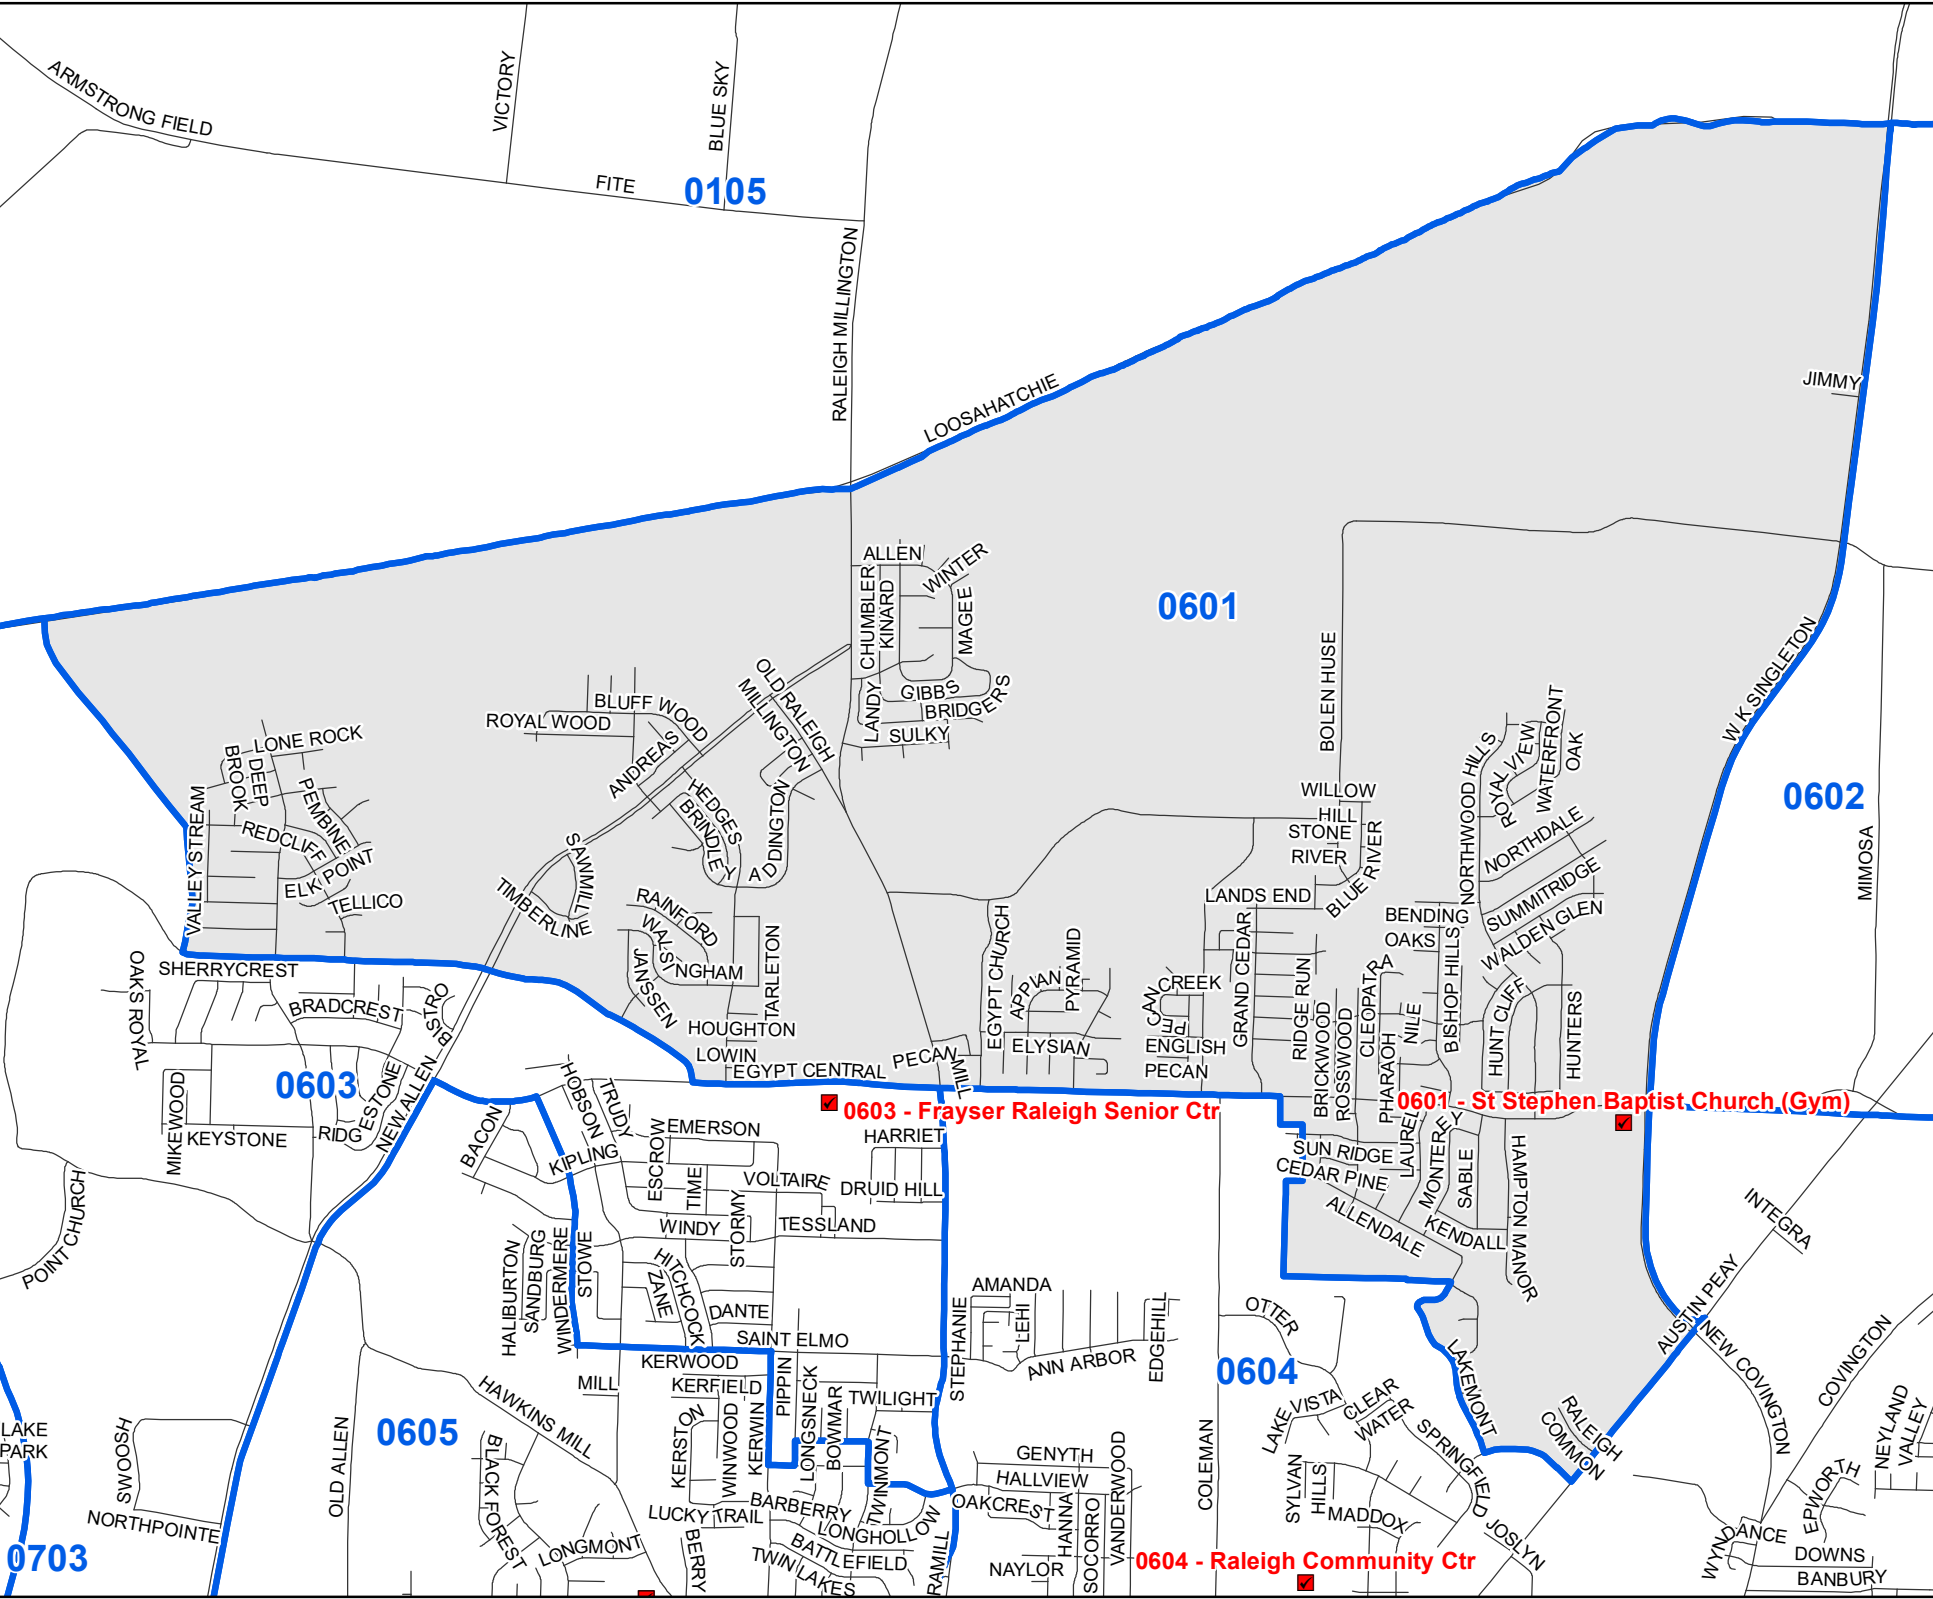 ARMSTRONG FIELD
VICTORY
BLUE SKY
FITE
0105
RALEIGH MILLINGTON
LOOSAHATCHIE
JIMMY
ALLEN
WINTER
CHUMBLER
KINARD
MAGEE
0601
W K SINGLETON
BOLEN HUSE
OLD RALEIGH
MILLINGTON
LANDY
GIBBS
BRIDGERS
SULKY
BLUFF WOOD
ROYAL WOOD
ANDREAS
LONE ROCK
DEEP
BROOK
PEMBINE
VALLEY STREAM
REDCLIFF
ELK POINT
TELLICO
HEDGES
BRINDLEY
ADDINGTON
SAWMILL
TIMBERLINE
RAINFORD
WALSINGHAM
JANSSEN
TARLETON
HOUGHTON
LOWIN
EGYPT CENTRAL
PECAN
MILL
EGYPT CHURCH
APPIAN
PYRAMID
ELYSIAN
PECAN
CREEK
ENGLISH
PECAN
LANDS END
GRAND CEDAR
WILLOW
HILL
STONE
RIVER
BLUE RIVER
NORTHWOOD HILLS
ROYAL VIEW
WATERFRONT
OAK
NORTHDALE
SUMMITRIDGE
WALDEN GLEN
BENDING
OAKS
BISHOP HILLS
CLEOPATRA
NILE
RIDGE RUN
BRICKWOOD
ROSSWOOD
PHARAOH
HUNT CLIFF
HUNTERS
0602
MIMOSA
OAKS ROYAL
SHERRYCREST
BRADCREST
BISTRO
0603
RIDGESTONE
NEW ALLEN
MIKEWOOD
KEYSTONE
POINT CHURCH
0603 - Frayser Raleigh Senior Ctr
0601 - St Stephen Baptist Church (Gym)
HOBSON
TRUDY
BACON
KIPLING
ESCROW
EMERSON
HARRIET
TIME
VOLTAIRE
DRUID HILL
STORMY
WINDY
TESSLAND
HALIBURTON
SANDBURG
WINDERMERE
STOWE
HITCHCOCK
ZANE
DANTE
SAINT ELMO
KERWOOD
MILL
KERFIELD
KERSTON
WINWOOD
KERWIN
PIPPIN
LONGSNECK
BOWMAR
TWILIGHT
TWINMONT
STEPHANIE
AMANDA
LEHI
ANN ARBOR
EDGEHILL
OTTER
0604
SUN RIDGE
CEDAR PINE
LAUREL
MONTEREY
SABLE
HAMPTON MANOR
ALLENDALE
KENDALL
LAKEMONT
RALEIGH
COMMON
AUSTIN PEAY
INTEGRA
NEW COVINGTON
COVINGTON
NEYLAND
VALLEY
EPWORTH
WYNDANCE
DOWNS
BANBURY
LAKE VISTA
CLEAR
WATER
SPRINGFIELD
JOSLYN
SYLVAN
HILLS
MADDOX
COLEMAN
GENYTH
HALLVIEW
OAKCREST
HANNA
SOCORRO
VANDERWOOD
NAYLOR
0604 - Raleigh Community Ctr
RAMILL
LONGHOLLOW
BARBERRY
BATTLEFIELD
TWIN LAKES
LUCKY TRAIL
BERRY
LONGMONT
BLACK FOREST
HAWKINS MILL
0605
OLD ALLEN
SWOOSH
NORTHPOINTE
LAKE
PARK
0703